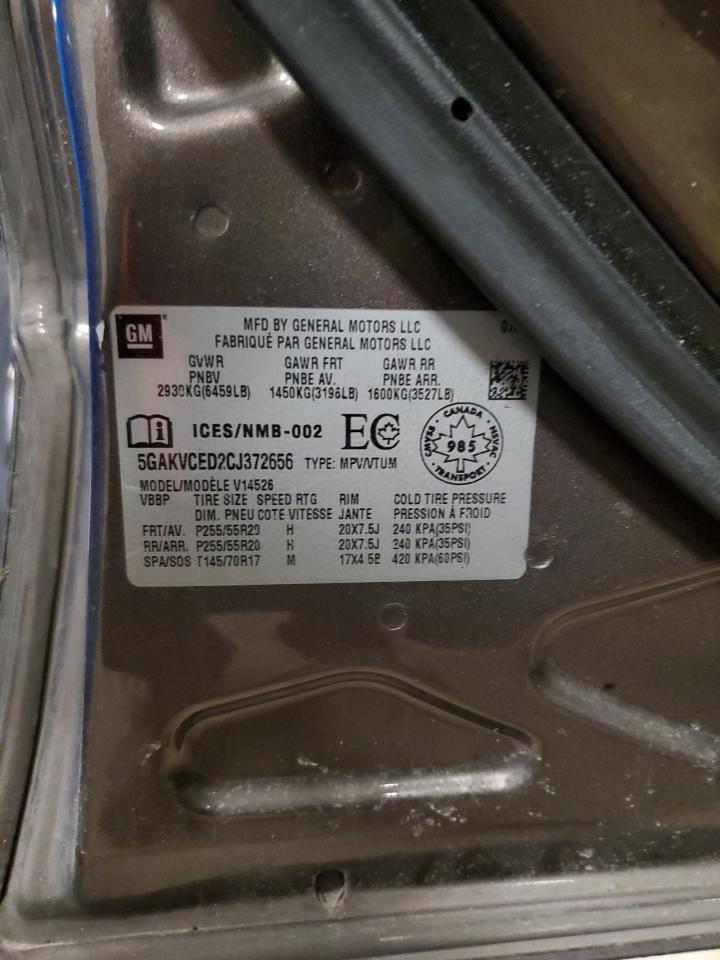 GM
MFD BY GENERAL MOTORS LLC
FABRIQUÉ PAR GENERAL MOTORS LLC
GVWR GAWR FRT GAWR RR
PNBV PNBE AV. PNBE ARR.
2930KG(6459LB) 1450KG(3196LB) 1600KG(3527LB)
i ICES/NMB-002 EC
CANADA
CMVSS 985 NSVAC
TRANSPORT
5GAKVCED2CJ372656 TYPE: MPV/VTUM
MODEL/MODÈLE V14526
VBBP TIRE SIZE SPEED RTG RIM COLD TIRE PRESSURE
DIM. PNEU COTE VITESSE JANTE PRESSION À FROID
FRT/AV. P255/55R20 H 20X7.5J 240 KPA(35PSI)
RR/ARR. P255/55R20 H 20X7.5J 240 KPA(35PSI)
SPA/SOS T145/70R17 M 17X4.5B 420 KPA(60PSI)